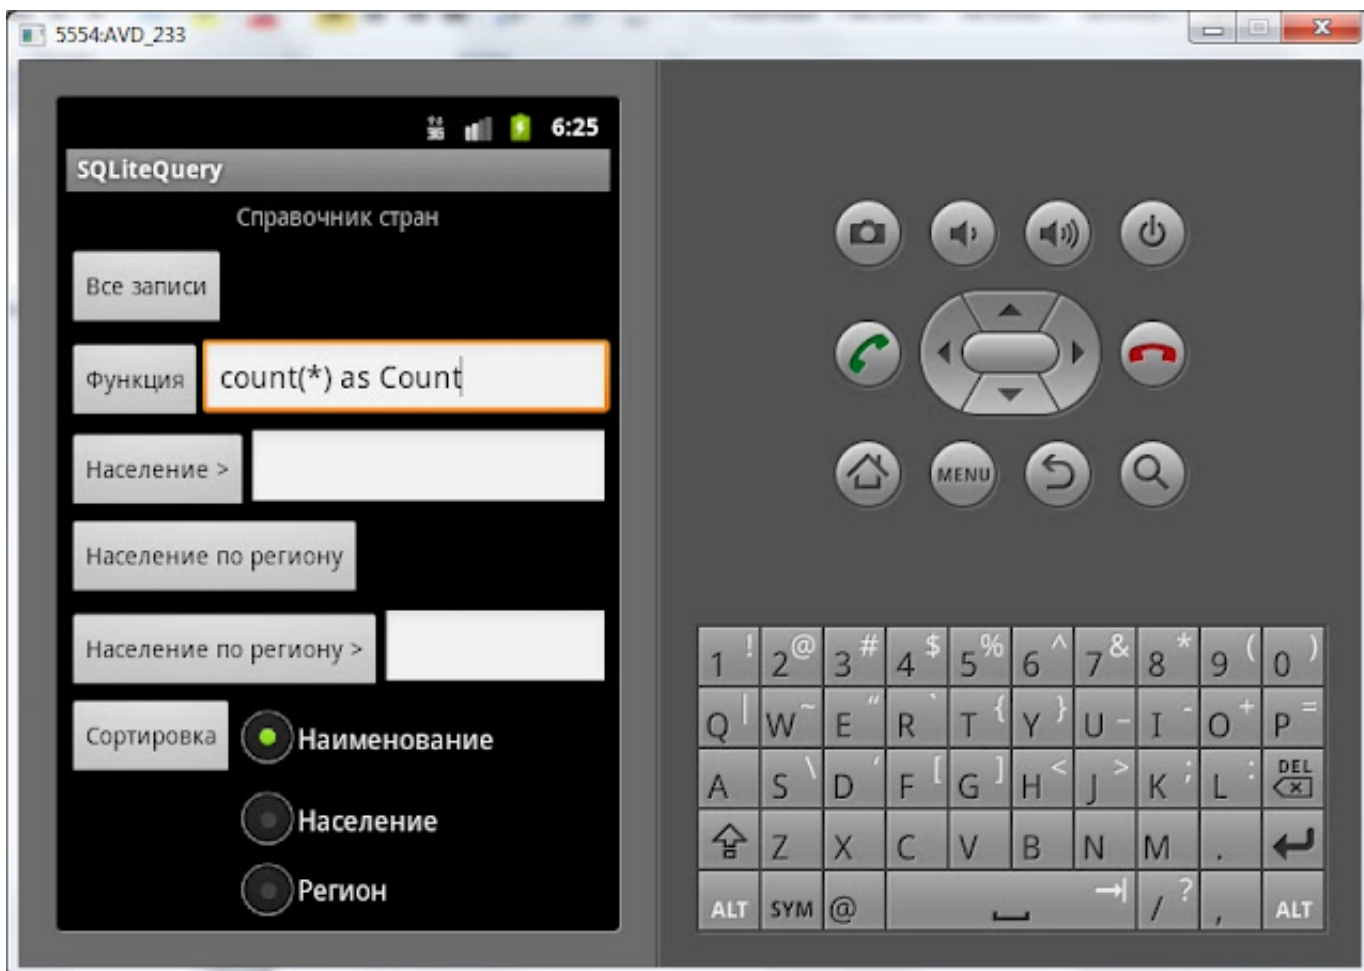 5554:AVD_233
3G 6:25
SQLiteQuery
Справочник стран
Все записи
Функция count(*) as Count
Население >
Население по региону
Население по региону >
Сортировка Наименование
Население
Регион
MENU
1 ! 2 @ 3 # 4 $ 5 % 6 ^ 7 & 8 * 9 ( 0 )
Q | W ~ E " R ` T { Y } U _ I - O + P =
A S \ D ' F [ G ] H < J > K ; L : DEL
Z X C V B N M .
ALT SYM @ / ? , ALT